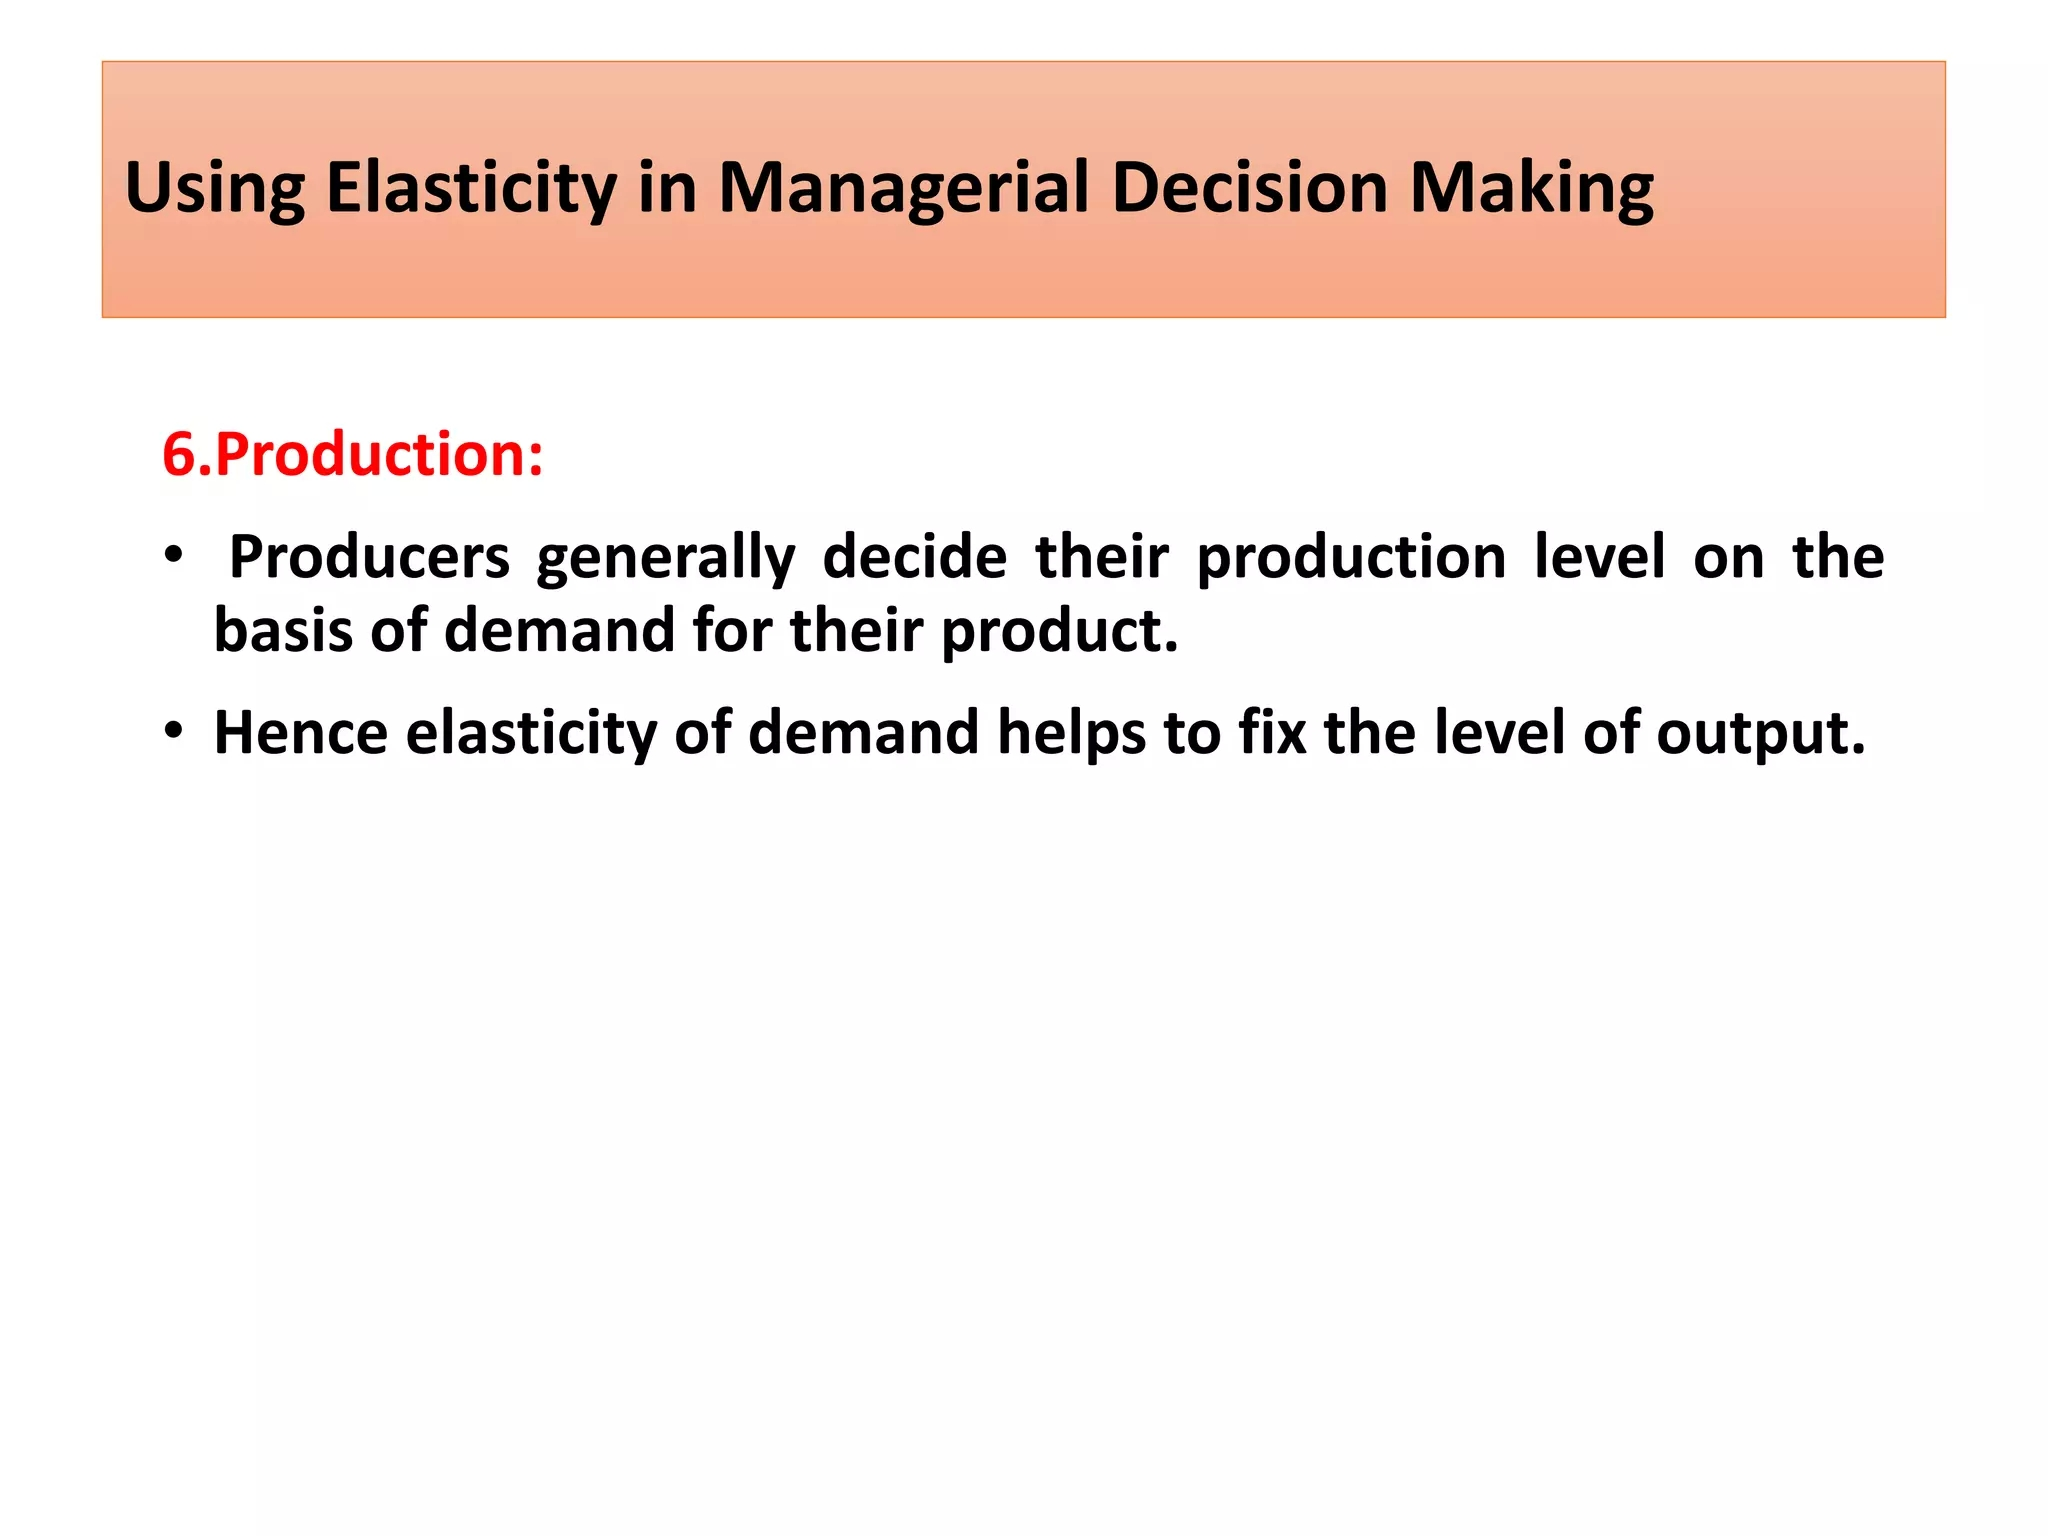 Using Elasticity in Managerial Decision Making
6.Production:
• Producers generally decide their production level on the
basis of demand for their product.
• Hence elasticity of demand helps to fix the level of output.